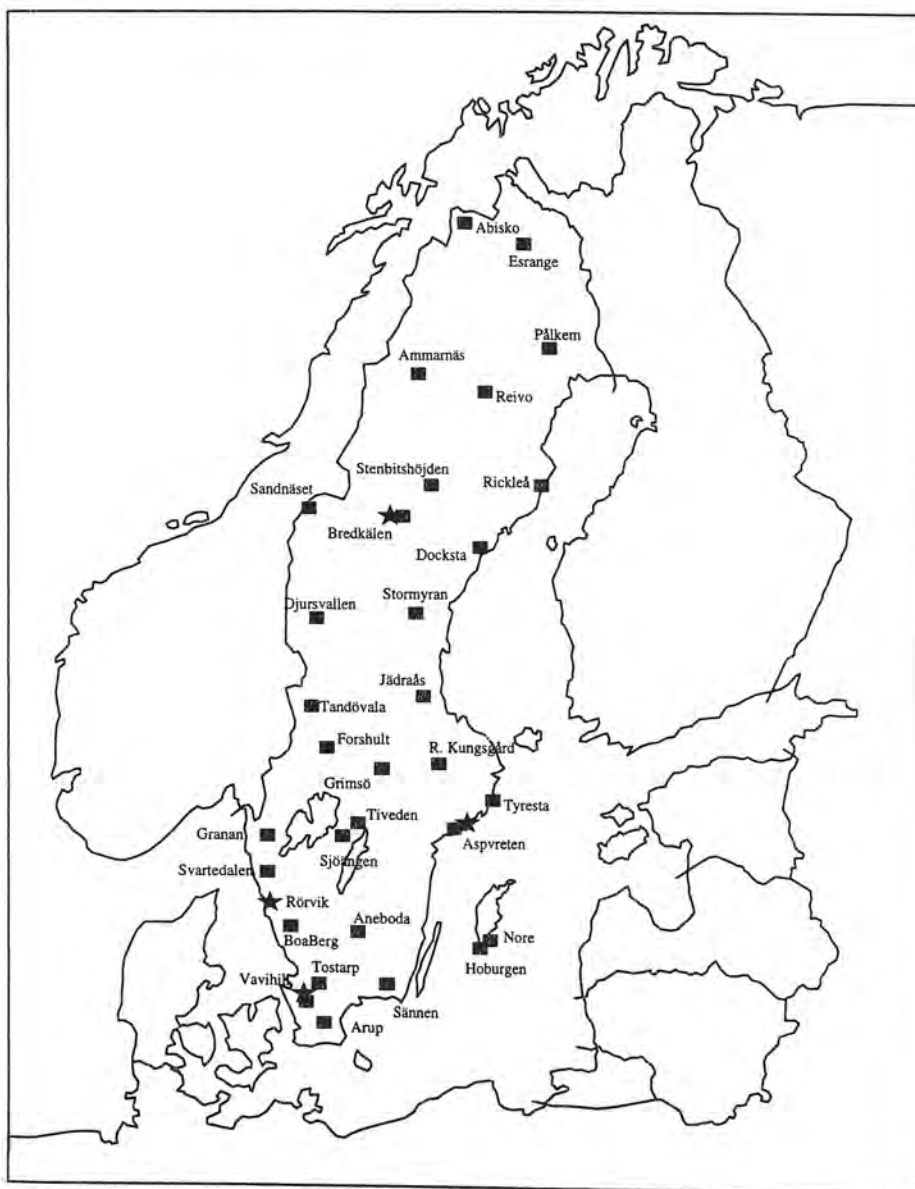 Abisko
Esrange
Pålkem
Ammarnäs
Reivo
Stenbitshöjden
Rickleå
Sandnäset
Bredkälen
Docksta
Stormyran
Djursvallen
Jädraås
Tandövala
Forshult
R. Kungsgård
Grimsö
Tyresta
Tiveden
Granan
Aspvreten
Sjöängen
Svartedalen
Rörvik
Aneboda
BoaBerg
Nore
Hoburgen
Tostarp
Vavihill
Sännen
Arup